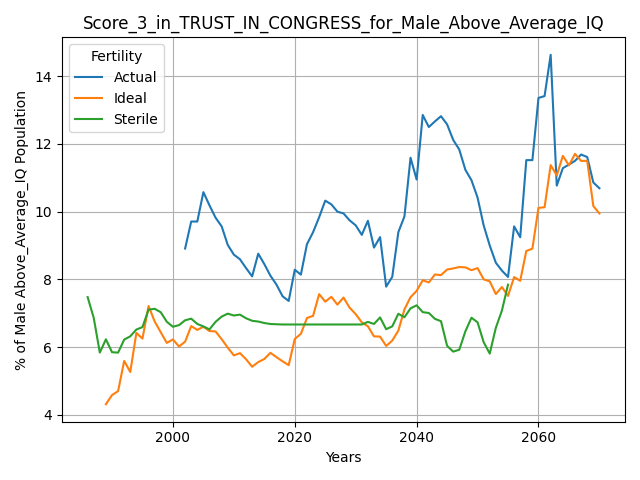 Score_3_in_TRUST_IN_CONGRESS_for_Male_Above_Average_IQ
Fertility
Actual
Ideal
Sterile
% of Male Above_Average_IQ Population
14
12
10
8
6
4
2000 2020 2040 2060
Years